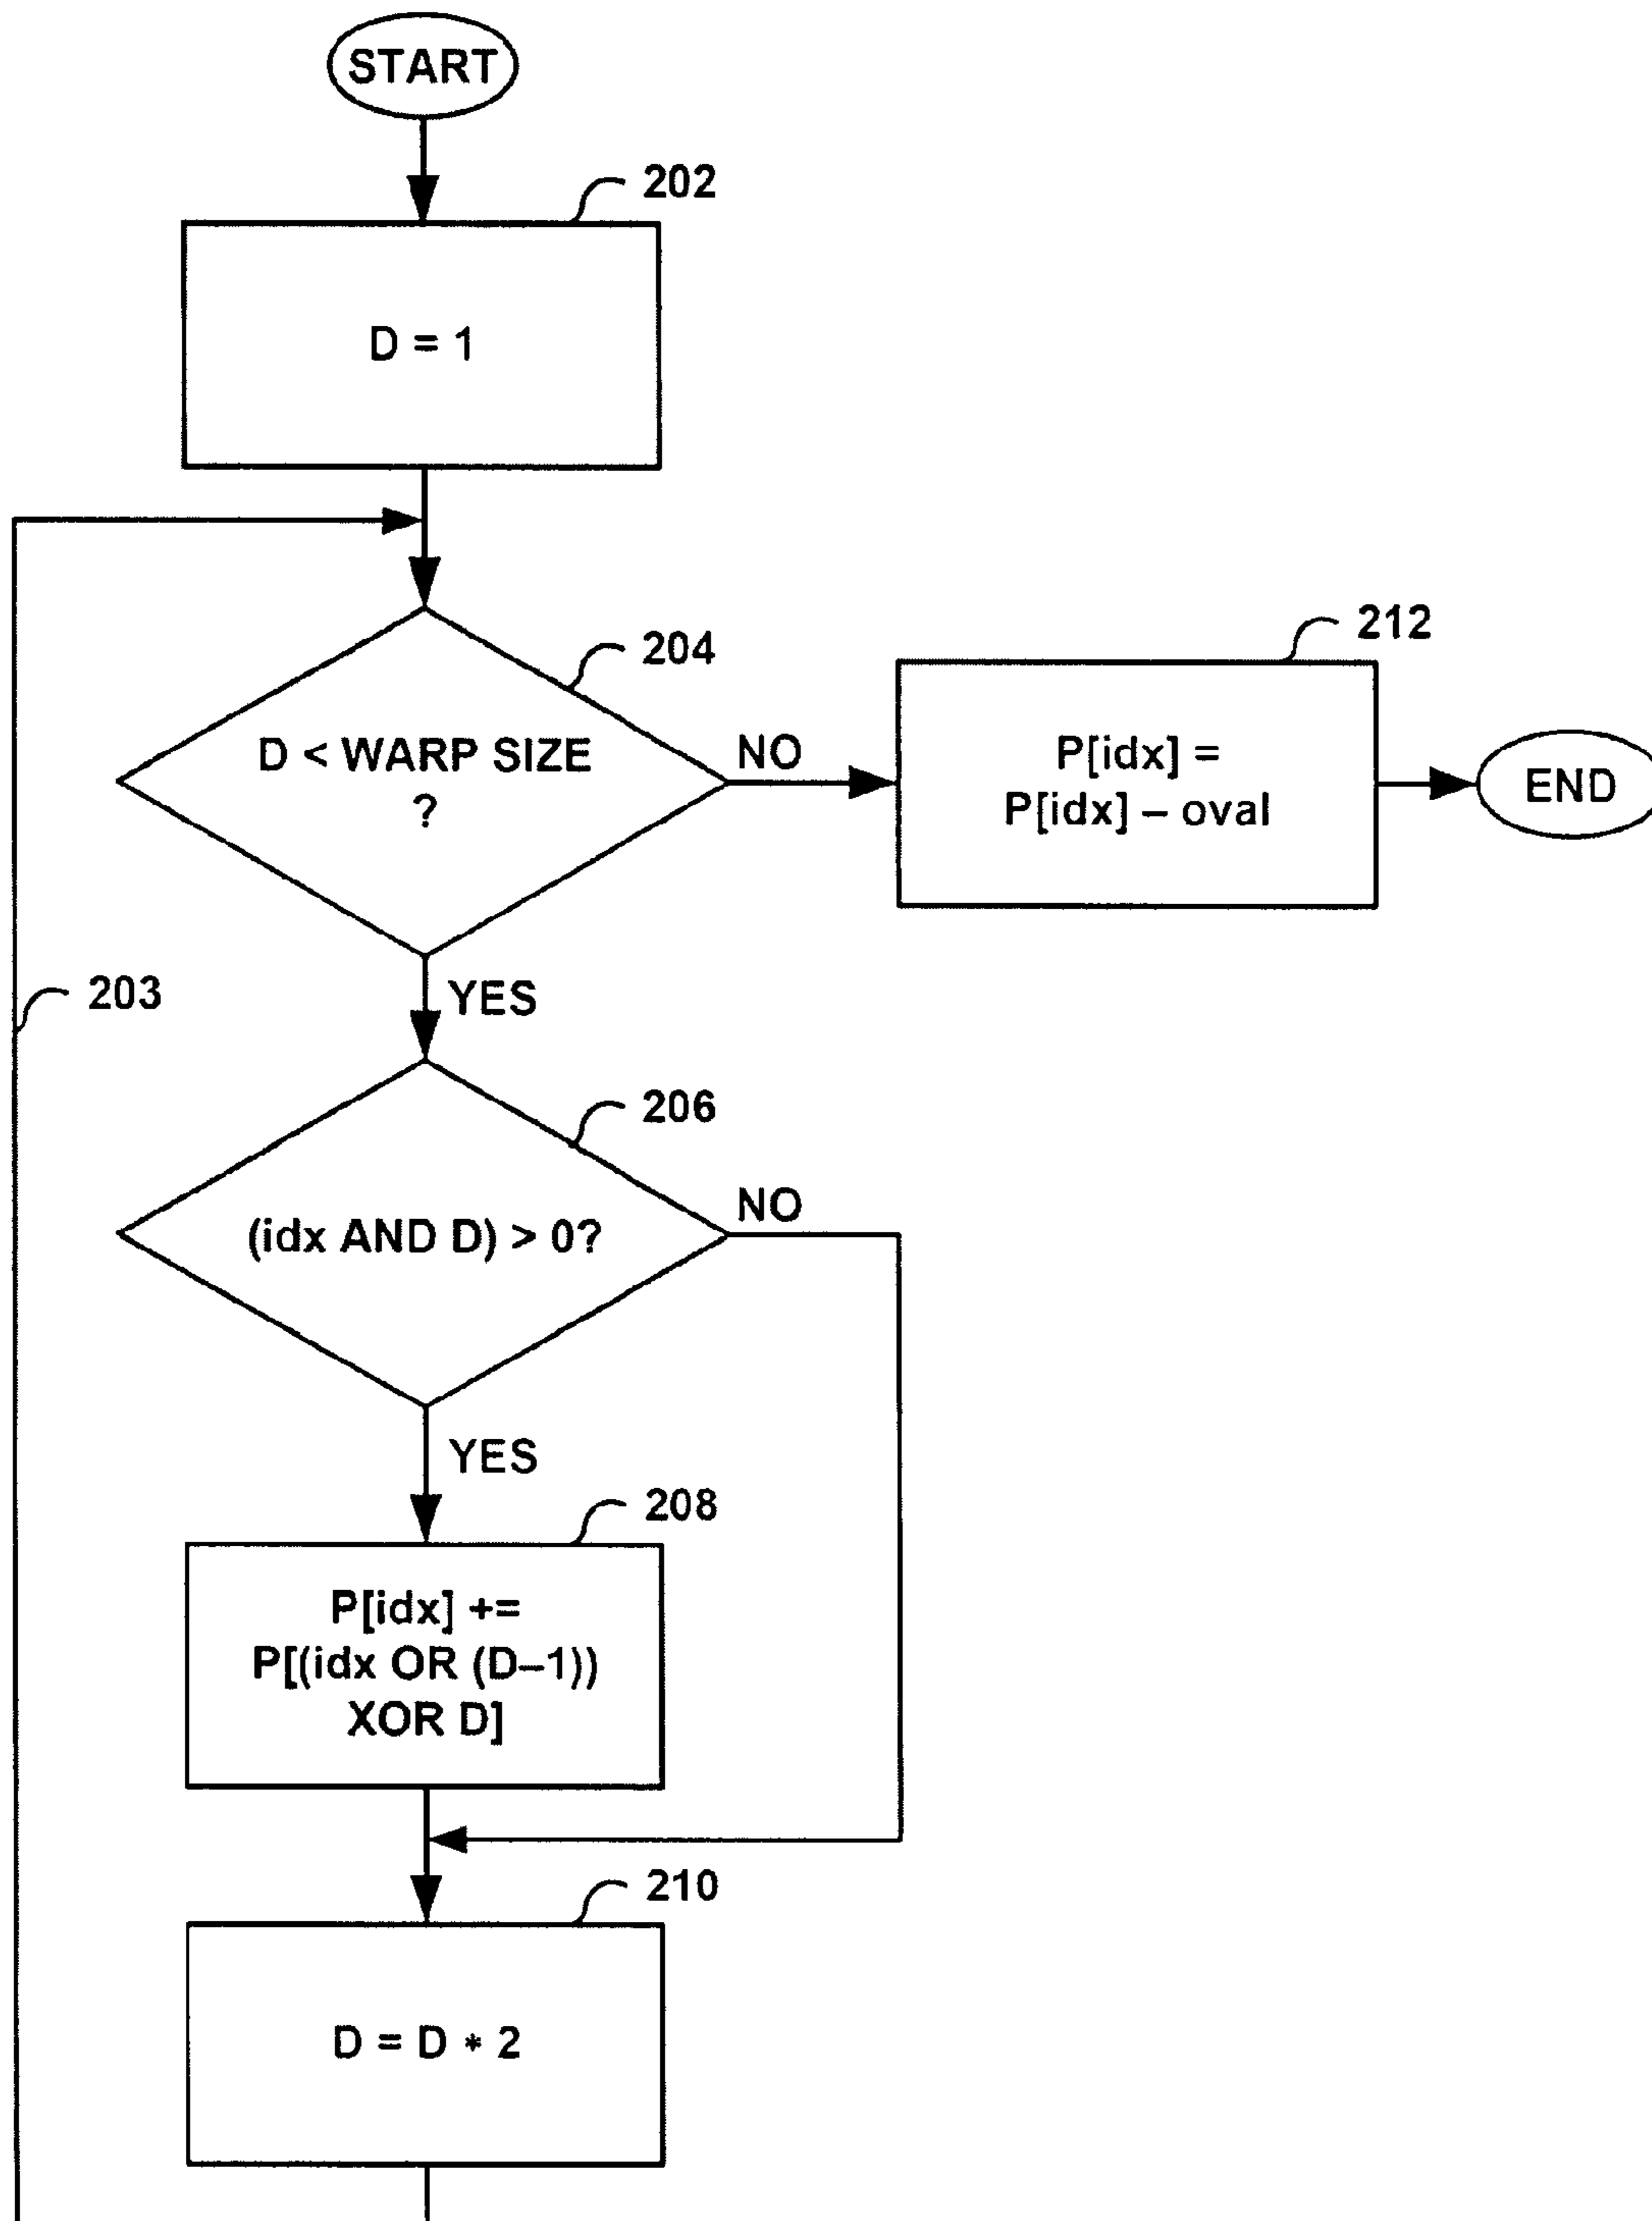 START
202
D = 1
204
D < WARP SIZE
?
NO
212
P[idx] =
P[idx] – oval
END
203
YES
206
(idx AND D) > 0?
NO
YES
208
P[idx] +=
P[(idx OR (D–1))
XOR D]
210
D = D * 2